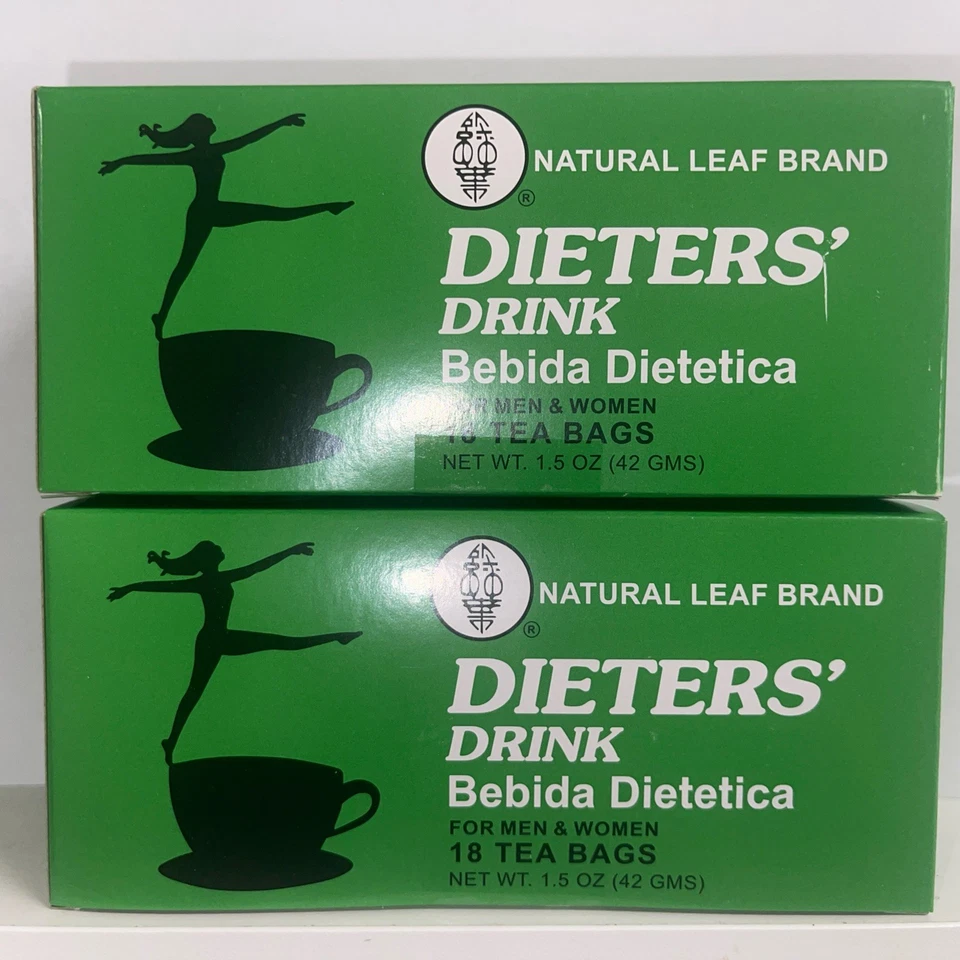 NATURAL LEAF BRAND
®
DIETERS'
DRINK
Bebida Dietetica
FOR MEN & WOMEN
18 TEA BAGS
NET WT. 1.5 OZ (42 GMS)
NATURAL LEAF BRAND
®
DIETERS'
DRINK
Bebida Dietetica
FOR MEN & WOMEN
18 TEA BAGS
NET WT. 1.5 OZ (42 GMS)